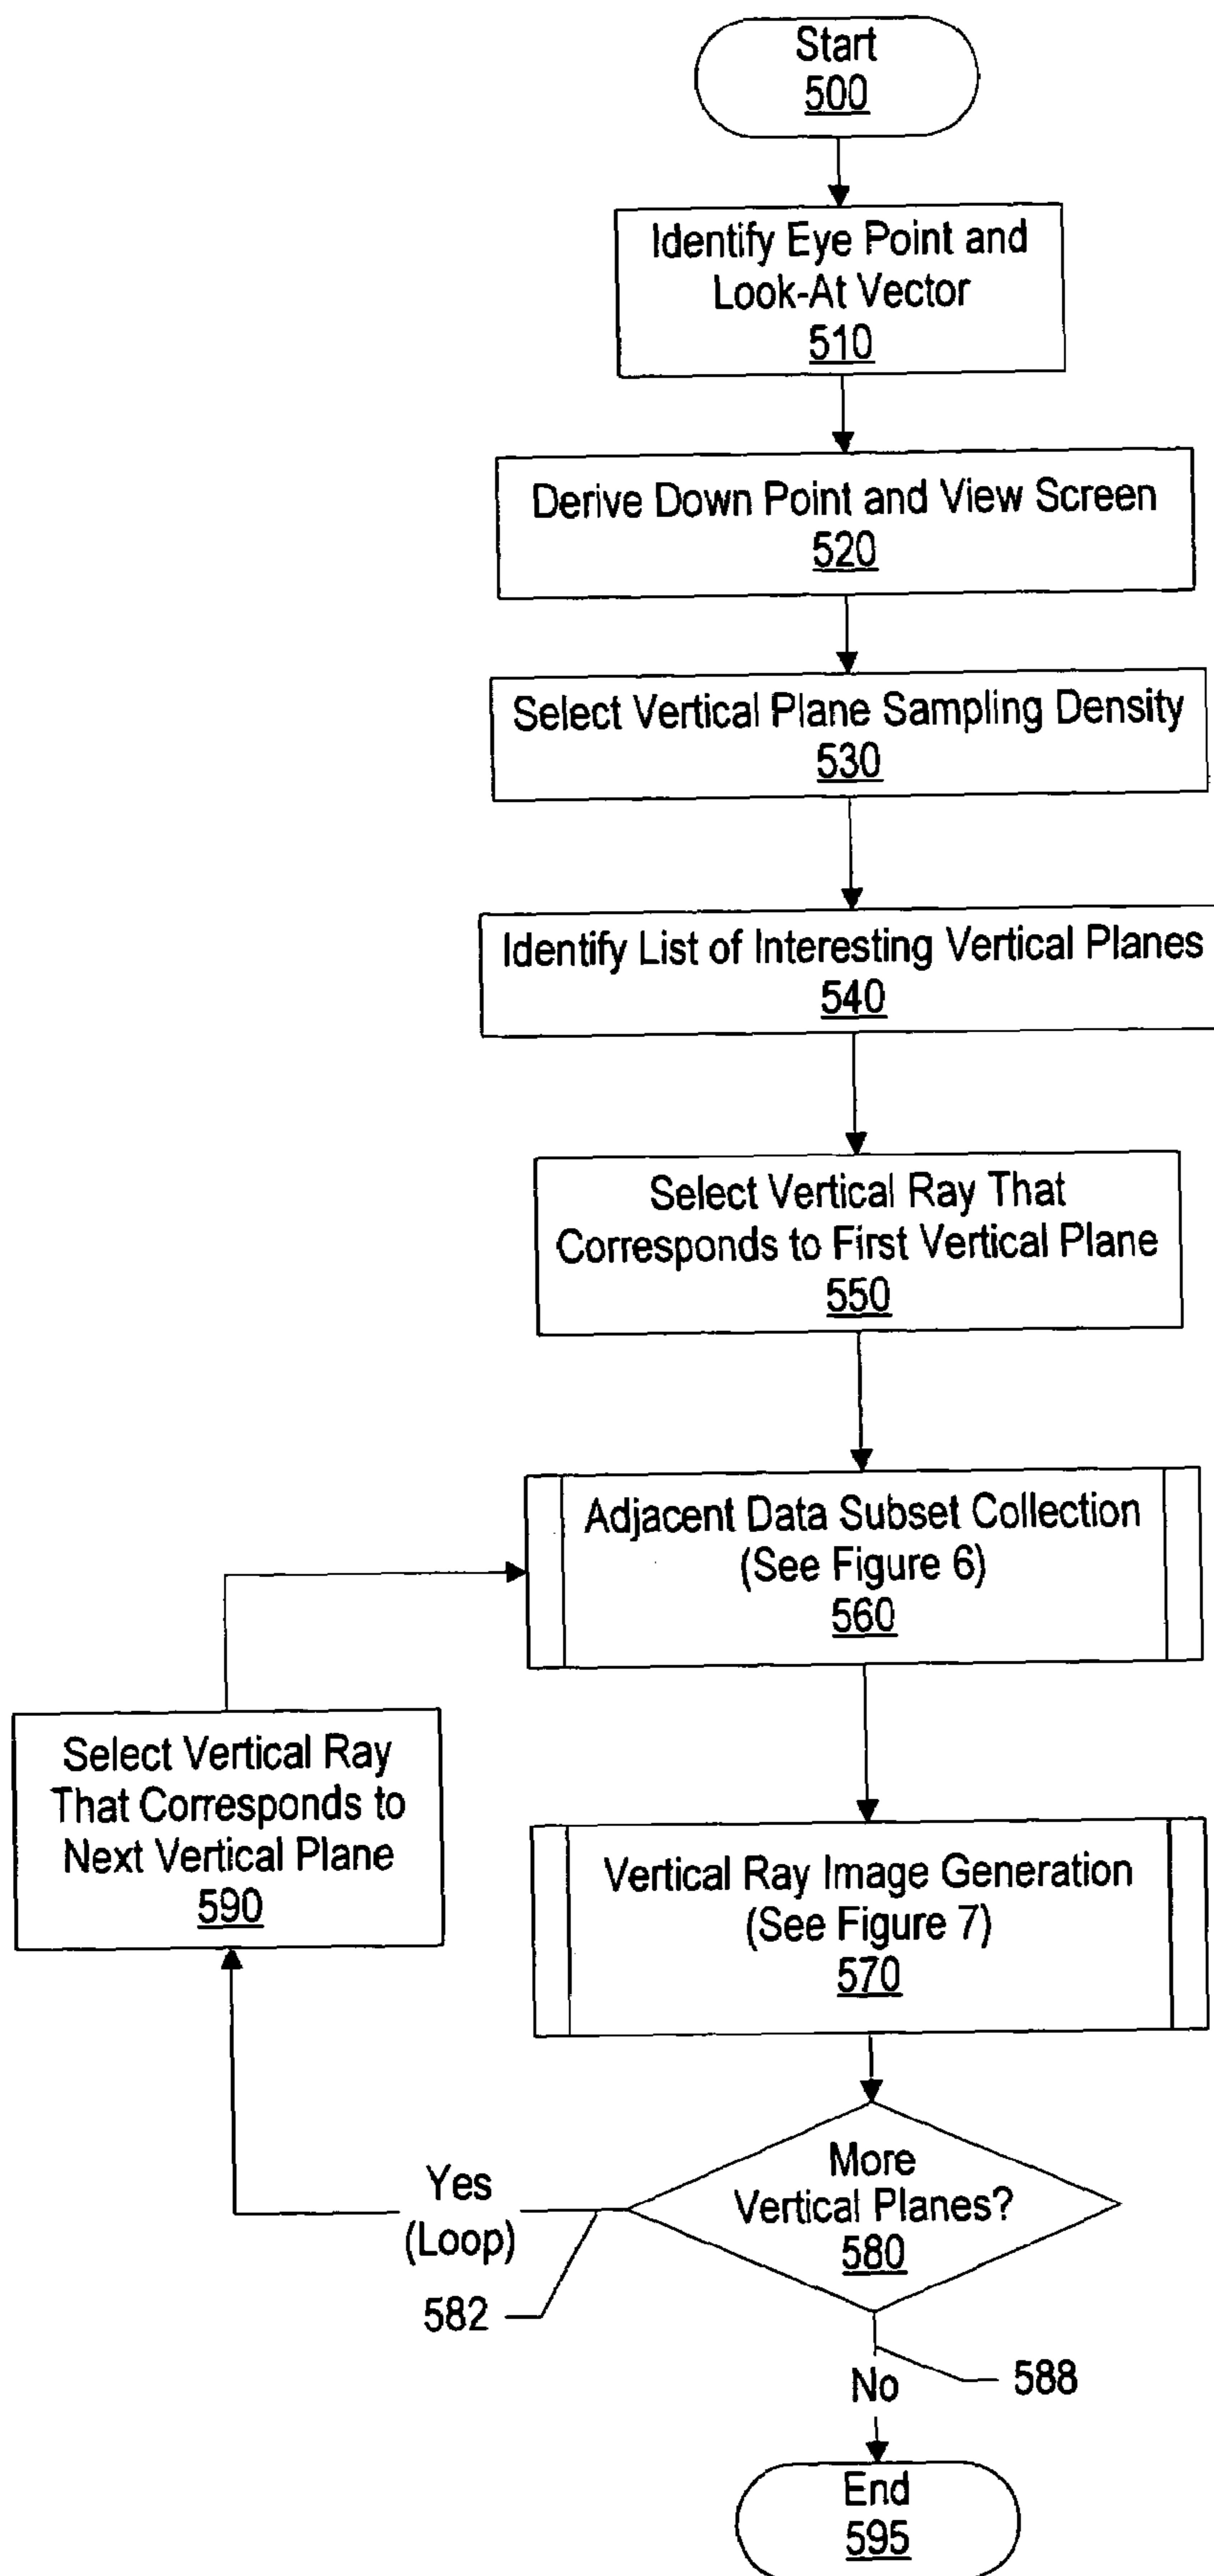 Start
500
Identify Eye Point and
Look-At Vector
510
Derive Down Point and View Screen
520
Select Vertical Plane Sampling Density
530
Identify List of Interesting Vertical Planes
540
Select Vertical Ray That
Corresponds to First Vertical Plane
550
Adjacent Data Subset Collection
(See Figure 6)
560
Select Vertical Ray
That Corresponds to
Next Vertical Plane
590
Vertical Ray Image Generation
(See Figure 7)
570
More
Vertical Planes?
580
Yes
(Loop)
582
588
No
End
595